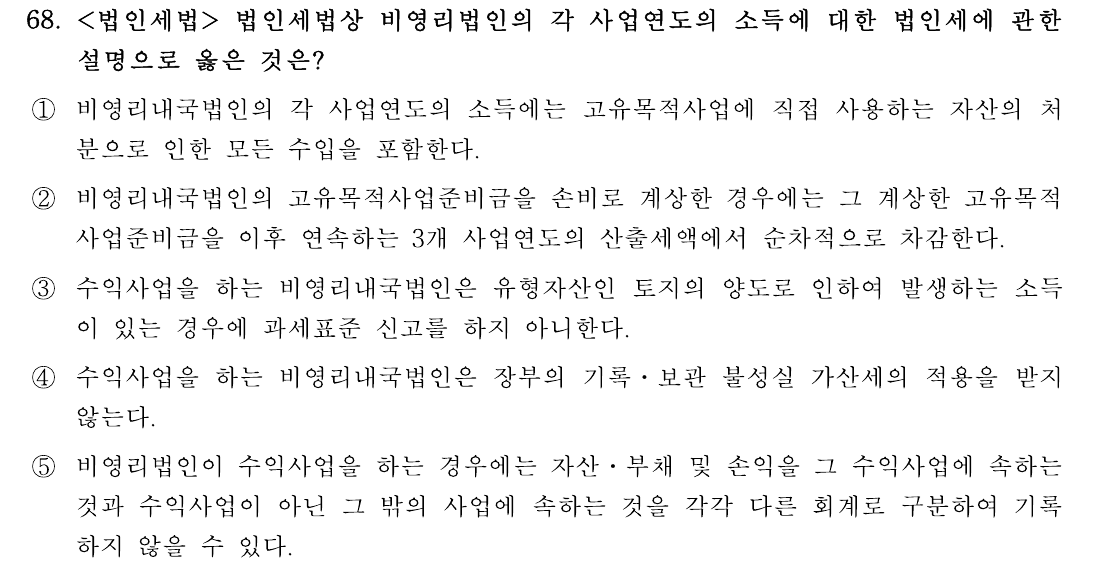 68. <법인세법> 법인세법상 비영리법인의 각 사업연도의 소득에 대한 법인세에 관한
설명으로 옳은 것은?
① 비영리내국법인의 각 사업연도의 소득에는 고유목적사업에 직접 사용하는 자산의 처
분으로 인한 모든 수입을 포함한다.
② 비영리내국법인의 고유목적사업준비금을 손비로 계상한 경우에는 그 계상한 고유목적
사업준비금을 이후 연속하는 3개 사업연도의 산출세액에서 순차적으로 차감한다.
③ 수익사업을 하는 비영리내국법인은 유형자산인 토지의 양도로 인하여 발생하는 소득
이 있는 경우에 과세표준 신고를 하지 아니한다.
④ 수익사업을 하는 비영리내국법인은 장부의 기록・보관 불성실 가산세의 적용을 받지
않는다.
⑤ 비영리법인이 수익사업을 하는 경우에는 자산・부채 및 손익을 그 수익사업에 속하는
것과 수익사업이 아닌 그 밖의 사업에 속하는 것을 각각 다른 회계로 구분하여 기록
하지 않을 수 있다.